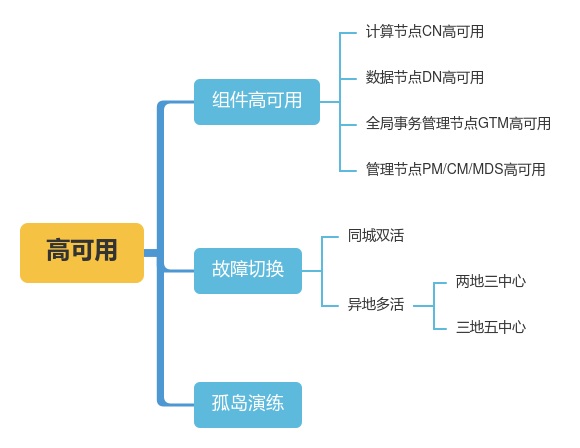 高可用
组件高可用
计算节点CN高可用
数据节点DN高可用
全局事务管理节点GTM高可用
管理节点PM/CM/MDS高可用
故障切换
同城双活
异地多活
两地三中心
三地五中心
孤岛演练